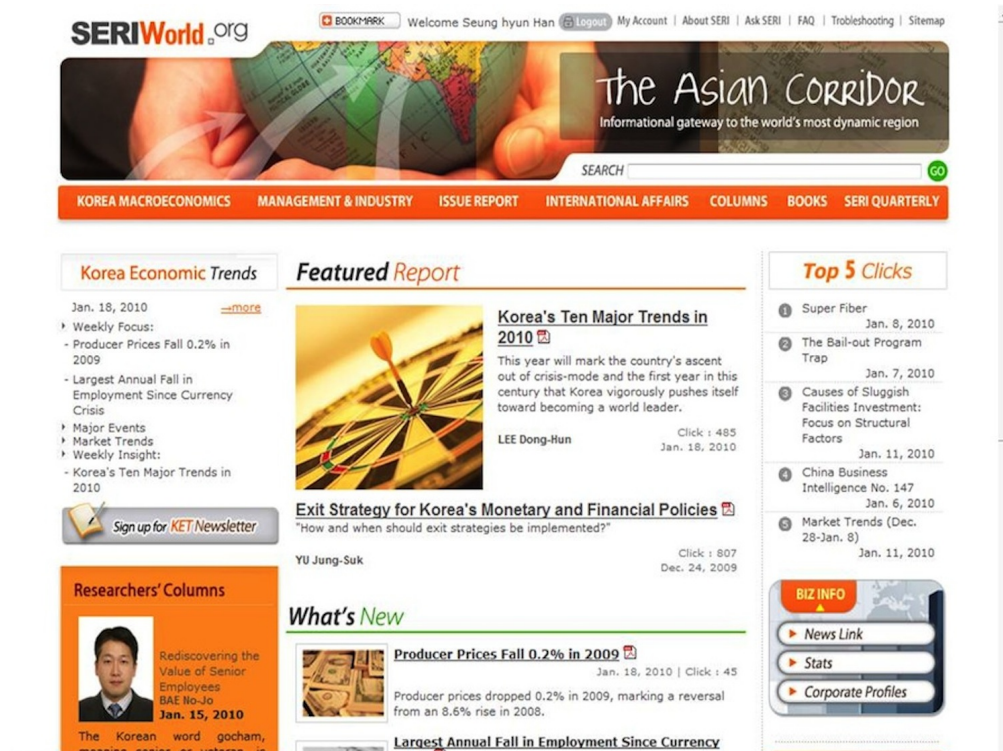 SERIWorld.org
BOOKMARK
Welcome Seung hyun Han
Logout
My Account | About SERI | Ask SERI | FAQ | Trobleshooting | Sitemap
The Asian Corridor
Informational gateway to the world's most dynamic region
SEARCH
GO
KOREA MACROECONOMICS MANAGEMENT & INDUSTRY ISSUE REPORT INTERNATIONAL AFFAIRS COLUMNS BOOKS SERI QUARTERLY
Korea Economic Trends
Jan. 18, 2010
→more
Weekly Focus:
- Producer Prices Fall 0.2% in
2009
- Largest Annual Fall in
Employment Since Currency
Crisis
Major Events
Market Trends
Weekly Insight:
- Korea's Ten Major Trends in
2010
Sign up for KET Newsletter
Researchers' Columns
Rediscovering the
Value of Senior
Employees
BAE No-Jo
Jan. 15, 2010
The Korean word gocham,
Featured Report
Korea's Ten Major Trends in
2010
This year will mark the country's ascent
out of crisis-mode and the first year in this
century that Korea vigorously pushes itself
toward becoming a world leader.
LEE Dong-Hun
Click : 485
Jan. 18, 2010
Exit Strategy for Korea's Monetary and Financial Policies
"How and when should exit strategies be implemented?"
YU Jung-Suk
Click : 807
Dec. 24, 2009
What's New
Producer Prices Fall 0.2% in 2009
Jan. 18, 2010 | Click : 45
Producer prices dropped 0.2% in 2009, marking a reversal
from an 8.6% rise in 2008.
Largest Annual Fall in Employment Since Currency
Top 5 Clicks
1 Super Fiber
Jan. 8, 2010
2 The Bail-out Program
Trap
Jan. 7, 2010
3 Causes of Sluggish
Facilities Investment:
Focus on Structural
Factors
Jan. 11, 2010
4 China Business
Intelligence No. 147
Jan. 6, 2010
5 Market Trends (Dec.
28-Jan. 8)
Jan. 11, 2010
BIZ INFO
News Link
Stats
Corporate Profiles